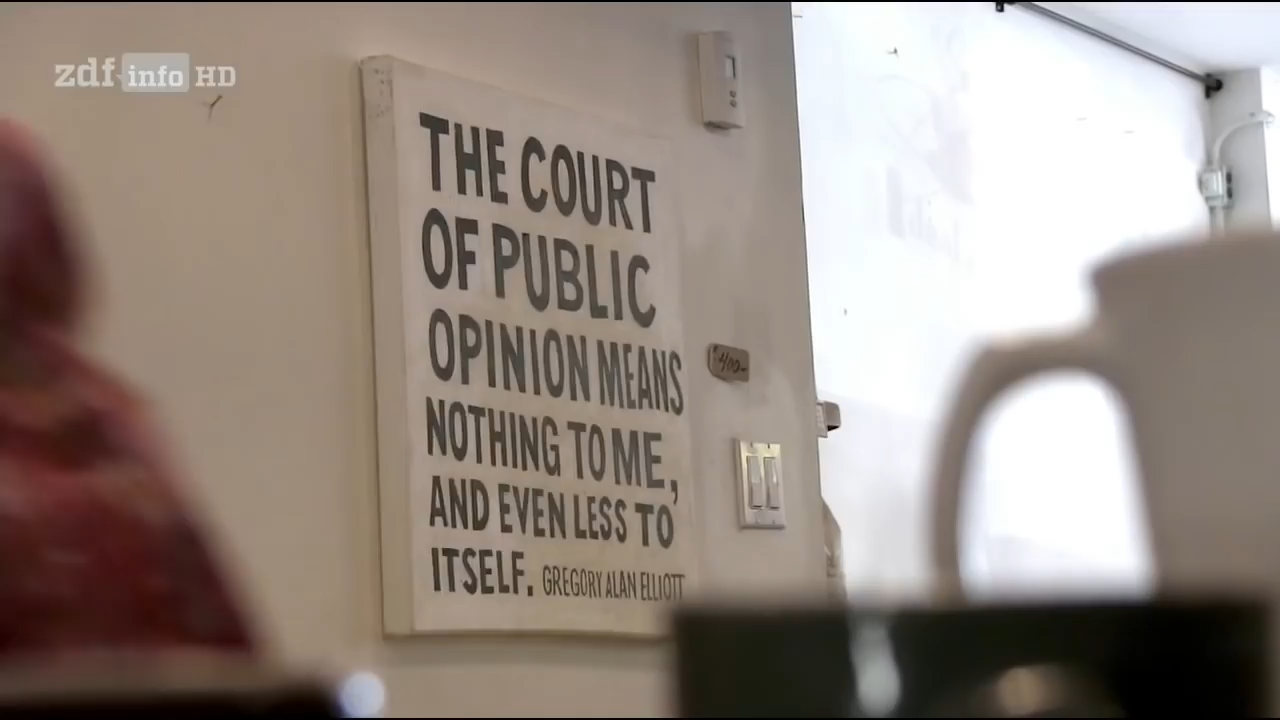 zdf info HD
THE COURT
OF PUBLIC
OPINION MEANS
NOTHING TO ME,
AND EVEN LESS TO
ITSELF. GREGORY ALAN ELLIOTT
400-